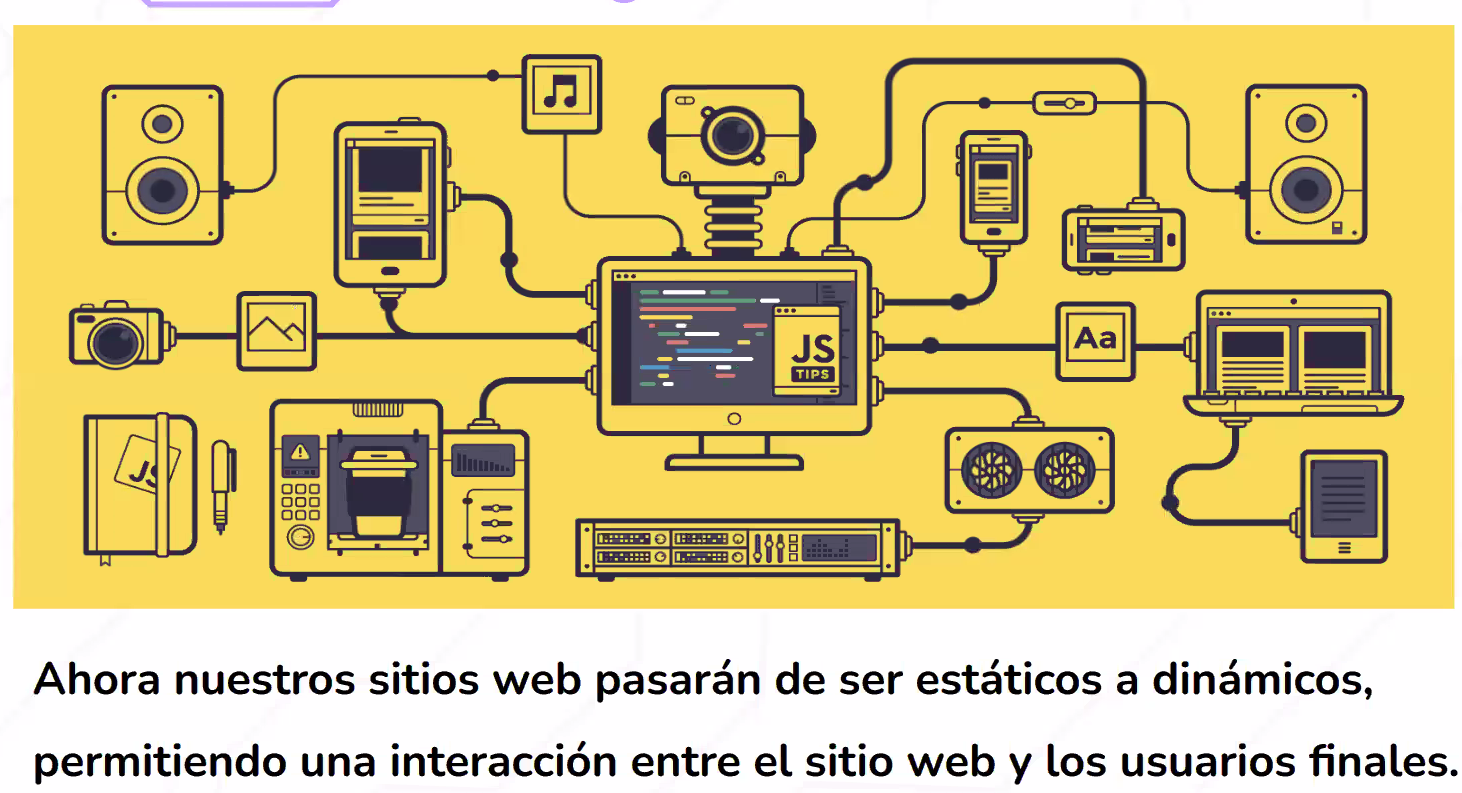 JS
TIPS
Aa
JS
Ahora nuestros sitios web pasarán de ser estáticos a dinámicos,
permitiendo una interacción entre el sitio web y los usuarios finales.